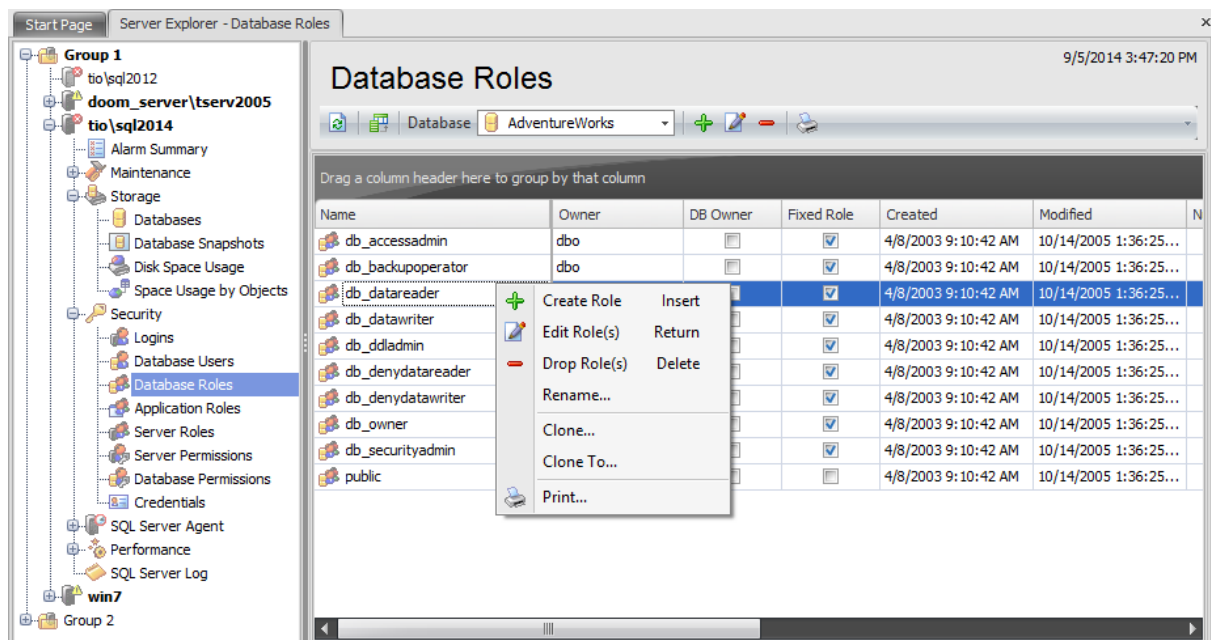 Start Page
Server Explorer - Database Roles
Group 1
tio\sql2012
doom_server\tserv2005
tio\sql2014
Alarm Summary
Maintenance
Storage
Databases
Database Snapshots
Disk Space Usage
Space Usage by Objects
Security
Logins
Database Users
Database Roles
Application Roles
Server Roles
Server Permissions
Database Permissions
Credentials
SQL Server Agent
Performance
SQL Server Log
win7
Group 2
9/5/2014 3:47:20 PM
Database Roles
Database AdventureWorks
Drag a column header here to group by that column
Name Owner DB Owner Fixed Role Created Modified N
db_accessadmin dbo 4/8/2003 9:10:42 AM 10/14/2005 1:36:25...
db_backupoperator dbo 4/8/2003 9:10:42 AM 10/14/2005 1:36:25...
db_datareader 4/8/2003 9:10:42 AM 10/14/2005 1:36:25...
db_datawriter 4/8/2003 9:10:42 AM 10/14/2005 1:36:25...
db_ddladmin 4/8/2003 9:10:42 AM 10/14/2005 1:36:25...
db_denydatareader 4/8/2003 9:10:42 AM 10/14/2005 1:36:25...
db_denydatawriter 4/8/2003 9:10:42 AM 10/14/2005 1:36:25...
db_owner 4/8/2003 9:10:42 AM 10/14/2005 1:36:25...
db_securityadmin 4/8/2003 9:10:42 AM 10/14/2005 1:36:25...
public 4/8/2003 9:10:42 AM 10/14/2005 1:36:25...
Create Role Insert
Edit Role(s) Return
Drop Role(s) Delete
Rename...
Clone...
Clone To...
Print...